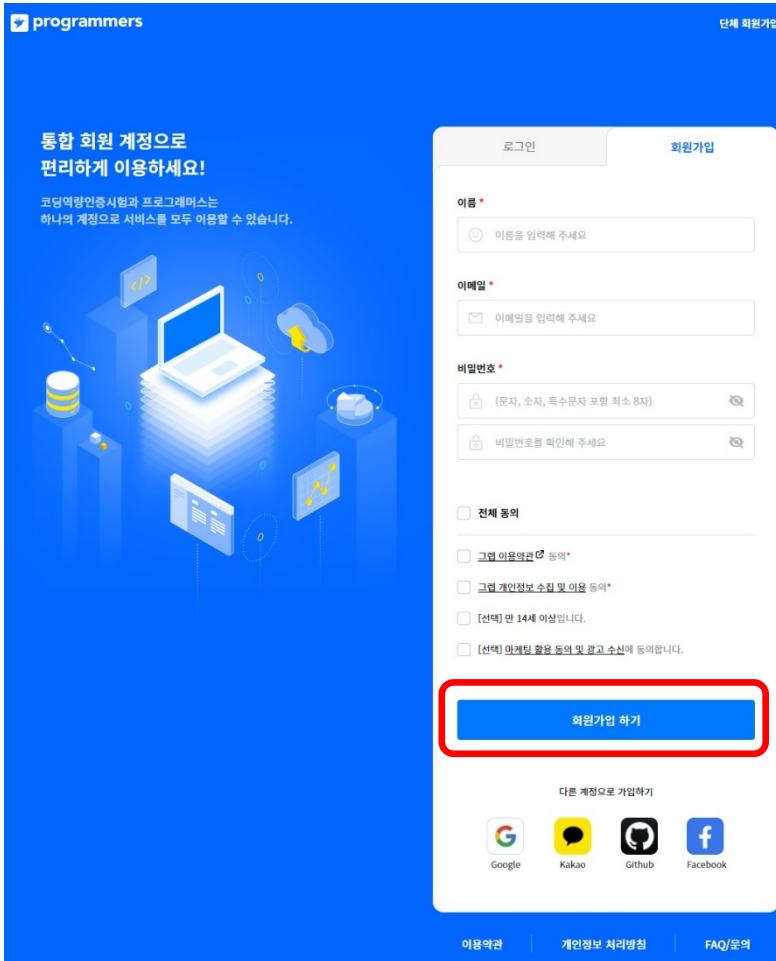 programmers
단체 회원가입
통합 회원 계정으로
편리하게 이용하세요!
코딩역량인증시험과 프로그래머스는
하나의 계정으로 서비스를 모두 이용할 수 있습니다.
</>
로그인
회원가입
이름 *
이름을 입력해 주세요
이메일 *
이메일을 입력해 주세요
비밀번호 *
(문자, 숫자, 특수문자 포함 최소 8자)
비밀번호를 확인해 주세요
전체 동의
그렙 이용약관 동의*
그렙 개인정보 수집 및 이용 동의*
[선택] 만 14세 이상입니다.
[선택] 마케팅 활용 동의 및 광고 수신에 동의합니다.
회원가입 하기
다른 계정으로 가입하기
Google
Kakao
Github
Facebook
이용약관
개인정보 처리방침
FAQ/문의